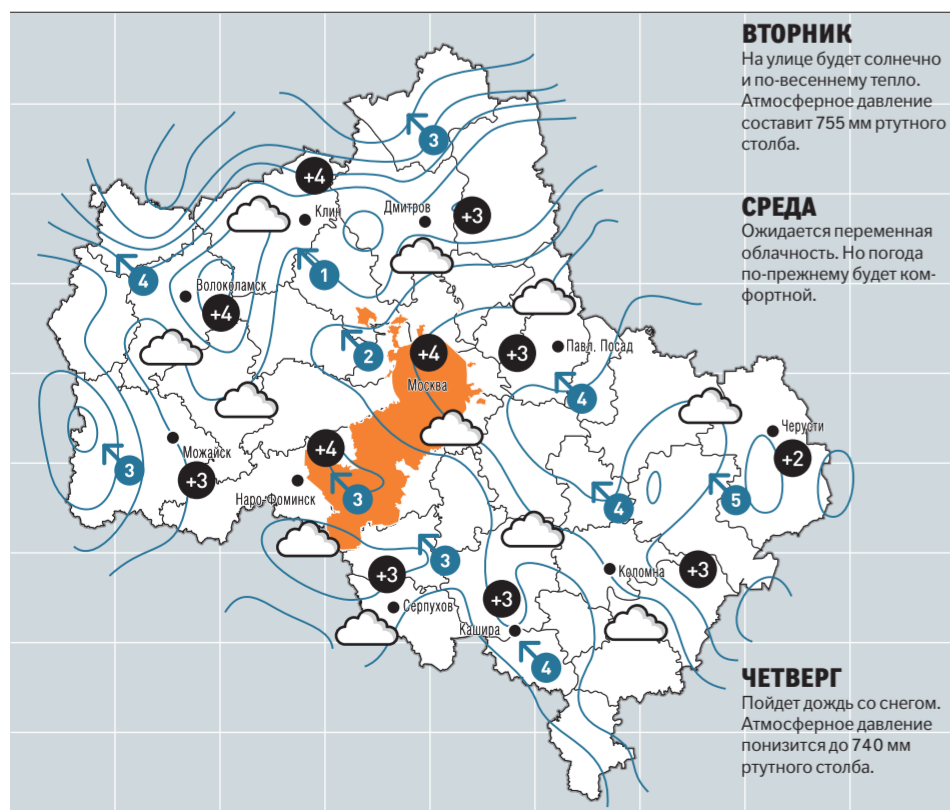 ВТОРНИК
На улице будет солнечно
и по-весеннему тепло.
Атмосферное давление
составит 755 мм ртутного
столба.
СРЕДА
Ожидается переменная
облачность. Но погода
по-прежнему будет ком-
фортной.
ЧЕТВЕРГ
Пойдет дождь со снегом.
Атмосферное давление
понизится до 740 мм
ртутного столба.
3
+4
Клин
Дмитров
+3
4
1
Волоколамск
+4
2
+4
Москва
+3
Павл. Посад
4
Черусти
+2
Можайск
3
+3
+4
Наро-Фоминск
3
4
5
3
+3
Серпухов
+3
Кашира
Коломна
+3
4